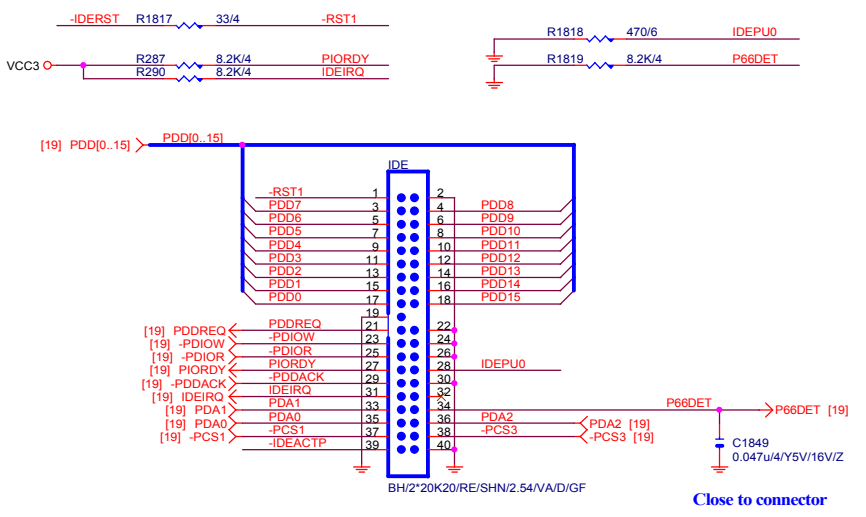 -IDERST R1817 33/4 -RST1
R1818 470/6 IDEPU0
VCC3 R287 8.2K/4 PIORDY
R290 8.2K/4 IDEIRQ
R1819 8.2K/4 P66DET
[19] PDD[0..15] PDD[0..15]
IDE
-RST1 1 2
PDD7 3 4 PDD8
PDD6 5 6 PDD9
PDD5 7 8 PDD10
PDD4 9 10 PDD11
PDD3 11 12 PDD12
PDD2 13 14 PDD13
PDD1 15 16 PDD14
PDD0 17 18 PDD15
19
[19] PDDREQ PDDREQ 21 22
[19] -PDIOW -PDIOW 23 24
[19] -PDIOR -PDIOR 25 26
[19] PIORDY PIORDY 27 28 IDEPU0
[19] -PDDACK -PDDACK 29 30
[19] IDEIRQ IDEIRQ 31 32
[19] PDA1 PDA1 33 34 P66DET P66DET [19]
[19] PDA0 PDA0 35 36 PDA2 PDA2 [19]
[19] -PCS1 -PCS1 37 38 -PCS3 -PCS3 [19]
-IDEACTP 39 40
C1849
0.047u/4/Y5V/16V/Z
BH/2*20K20/RE/SHN/2.54/VA/D/GF
Close to connector